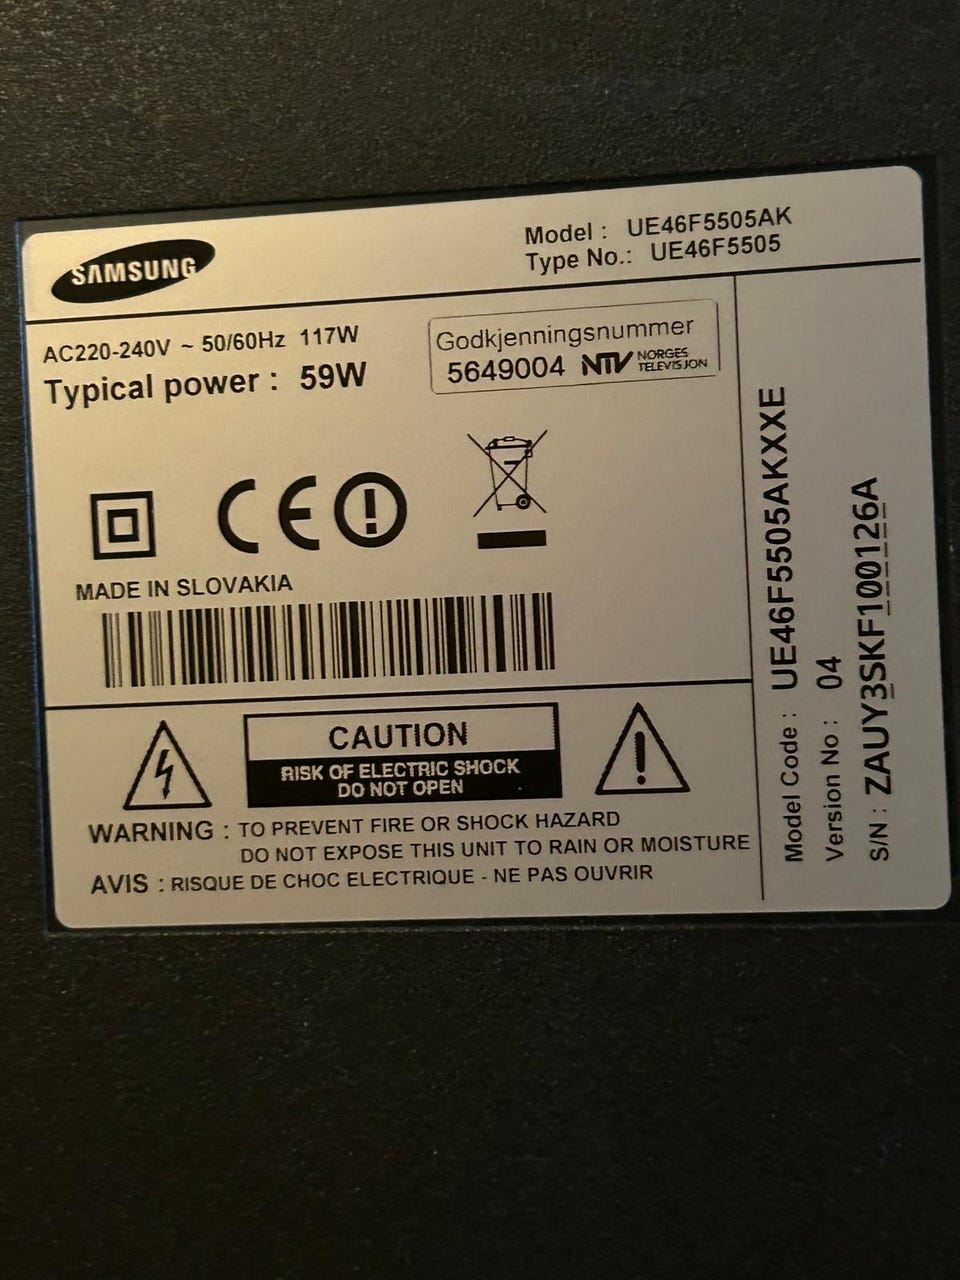 SAMSUNG
Model : UE46F5505AK
Type No.: UE46F5505
AC220-240V ~ 50/60Hz 117W
Typical power : 59W
Godkjenningsnummer
5649004 NTV NORGES TELEVISJON
CE
MADE IN SLOVAKIA
CAUTION
RISK OF ELECTRIC SHOCK
DO NOT OPEN
WARNING : TO PREVENT FIRE OR SHOCK HAZARD
DO NOT EXPOSE THIS UNIT TO RAIN OR MOISTURE
AVIS : RISQUE DE CHOC ELECTRIQUE - NE PAS OUVRIR
Model Code : UE46F5505AKXXE
Version No : 04
S/N : ZAUY3SKF100126A